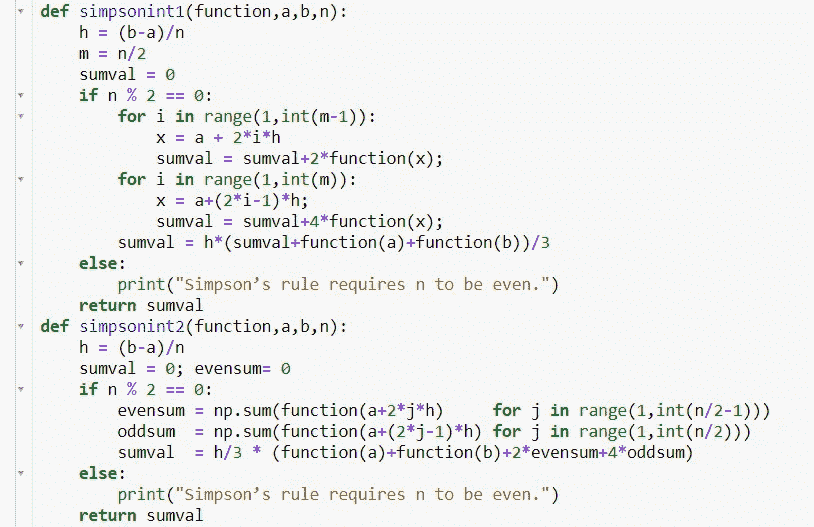 def simpsonint1(function,a,b,n):
    h = (b-a)/n
    m = n/2
    sumval = 0
    if n % 2 == 0:
        for i in range(1,int(m-1)):
            x = a + 2*i*h
            sumval = sumval+2*function(x);
        for i in range(1,int(m)):
            x = a+(2*i-1)*h;
            sumval = sumval+4*function(x);
        sumval = h*(sumval+function(a)+function(b))/3
    else:
        print("Simpson’s rule requires n to be even.")
    return sumval
def simpsonint2(function,a,b,n):
    h = (b-a)/n
    sumval = 0; evensum= 0
    if n % 2 == 0:
        evensum = np.sum(function(a+2*j*h)     for j in range(1,int(n/2-1)))
        oddsum  = np.sum(function(a+(2*j-1)*h) for j in range(1,int(n/2)))
        sumval  = h/3 * (function(a)+function(b)+2*evensum+4*oddsum)
    else:
        print("Simpson’s rule requires n to be even.")
    return sumval